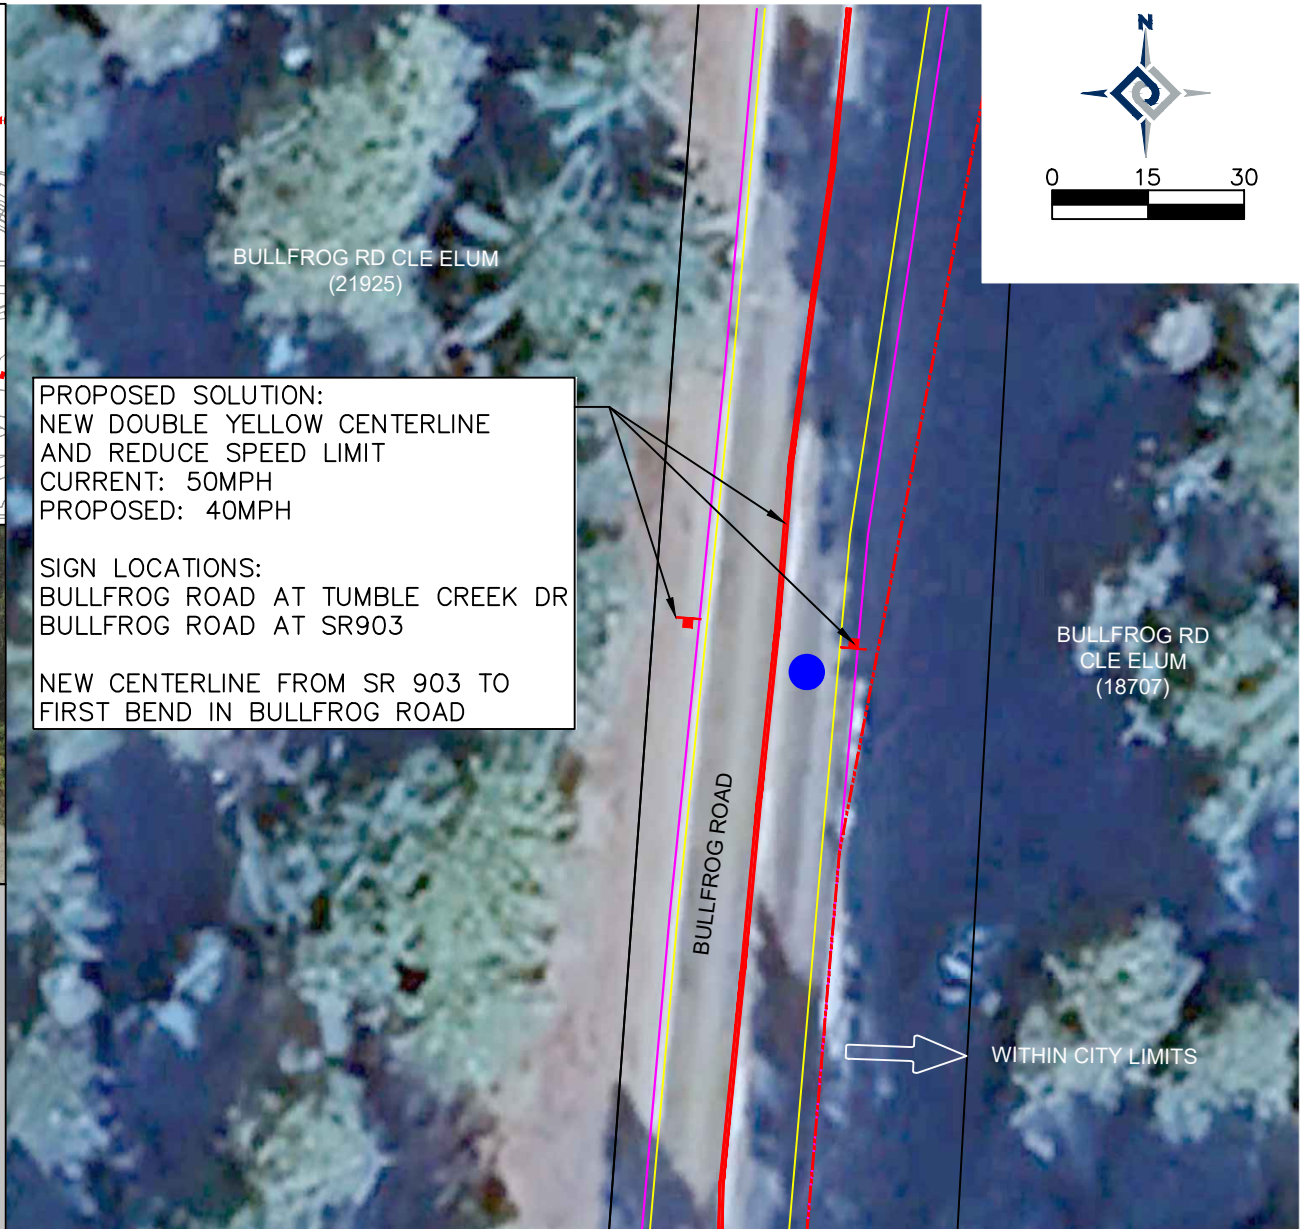 N
0 15 30
BULLFROG RD CLE ELUM
(21925)
PROPOSED SOLUTION:
NEW DOUBLE YELLOW CENTERLINE
AND REDUCE SPEED LIMIT
CURRENT: 50MPH
PROPOSED: 40MPH
SIGN LOCATIONS:
BULLFROG ROAD AT TUMBLE CREEK DR
BULLFROG ROAD AT SR903
NEW CENTERLINE FROM SR 903 TO
FIRST BEND IN BULLFROG ROAD
BULLFROG RD
CLE ELUM
(18707)
BULLFROG ROAD
WITHIN CITY LIMITS